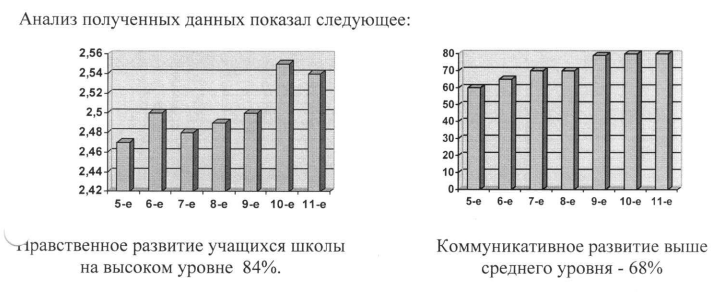 Анализ полученных данных показал следующее:
2,56
2,54
2,52
2,5
2,48
2,46
2,44
2,42
5-е 6-е 7-е 8-е 9-е 10-е 11-е
80
70
60
50
40
30
20
10
0
5-е 6-е 7-е 8-е 9-е 10-е 11-е
Нравственное развитие учащихся школы
на высоком уровне 84%.
Коммуникативное развитие выше
среднего уровня - 68%